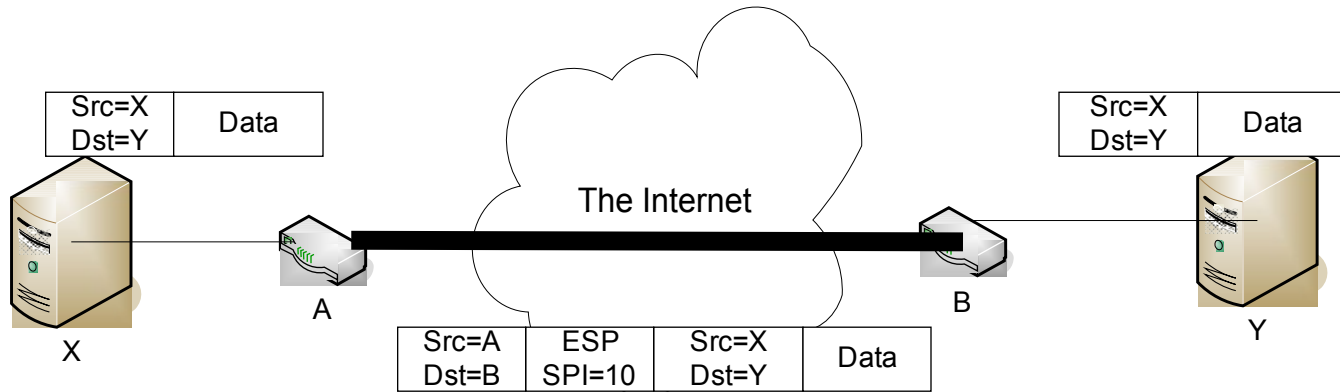 Src=X
Dst=Y
Data
Src=X
Dst=Y
Data
The Internet
A
B
X
Y
Src=A
Dst=B
ESP
SPI=10
Src=X
Dst=Y
Data